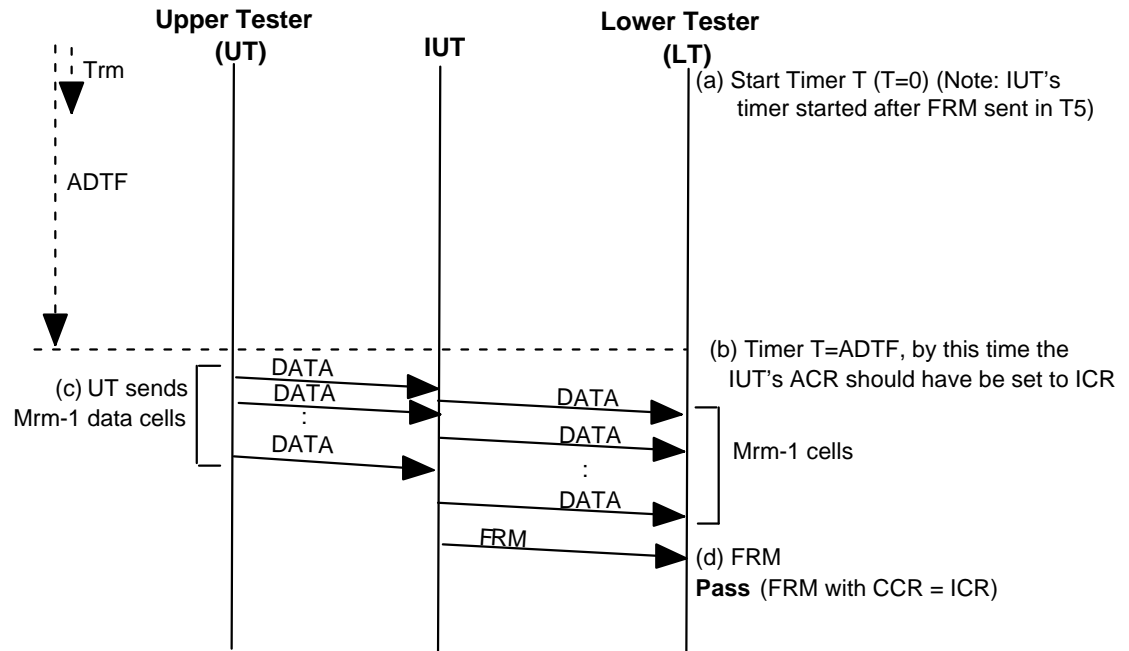 Upper Tester
(UT)
IUT
Lower Tester
(LT)
Trm
(a) Start Timer T (T=0) (Note: IUT's
timer started after FRM sent in T5)
ADTF
(b) Timer T=ADTF, by this time the
IUT's ACR should have be set to ICR
(c) UT sends
Mrm-1 data cells
DATA
DATA
:
DATA
DATA
DATA
:
DATA
Mrm-1 cells
FRM
(d) FRM
Pass (FRM with CCR = ICR)